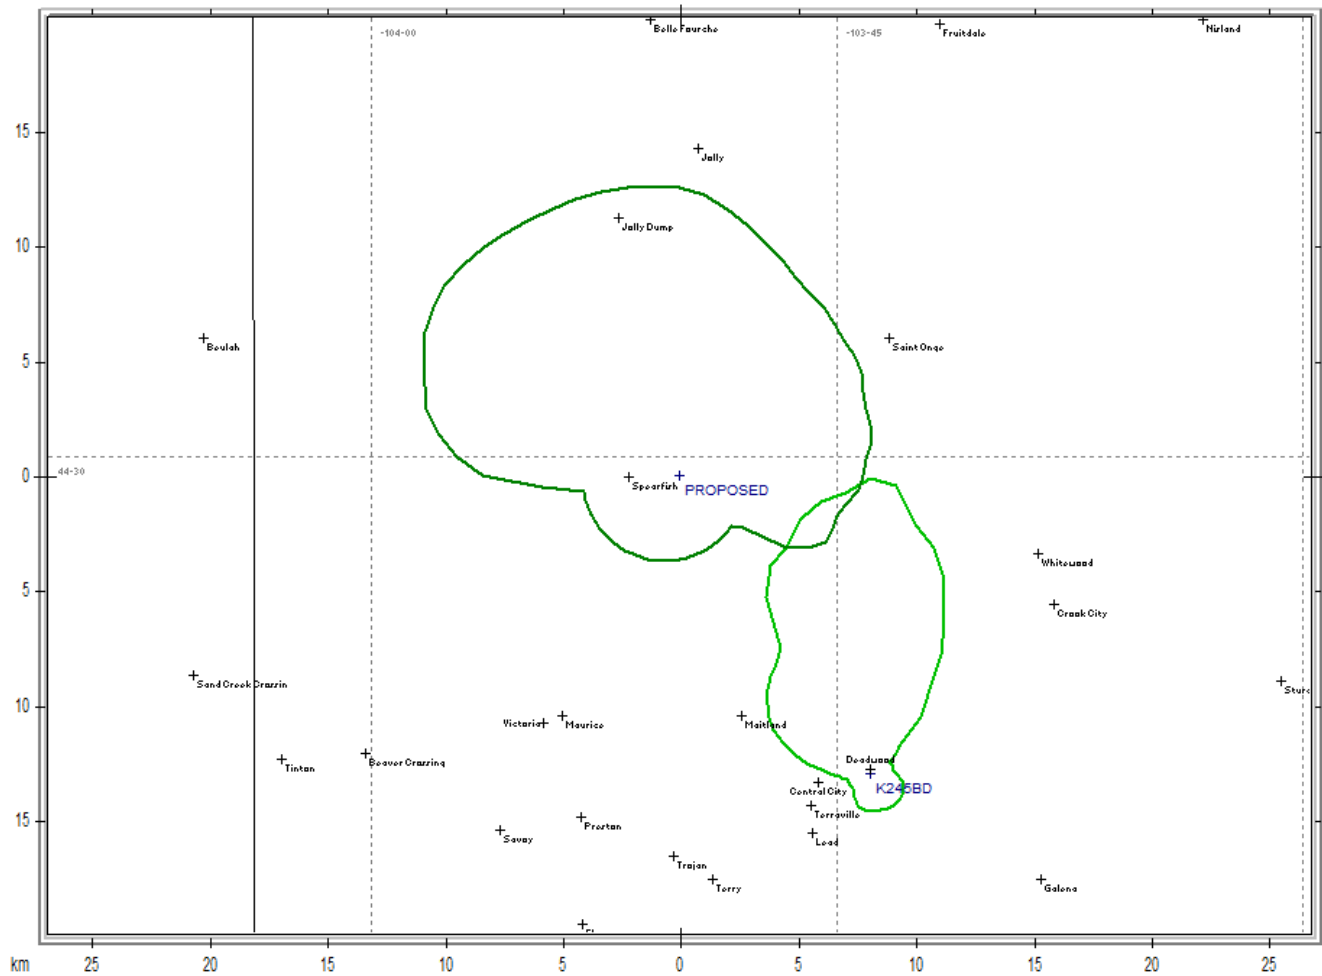 Belle Fourche
Fruitdale
Nisland
-104-00
-103-45
15
Jolly
10
Jolly Dump
Beulah
Saint Onge
5
44-30
0
Spearfish
PROPOSED
Whitewood
5
Crook City
Sand Creek Crossin
10
Victoria
Maurice
Maitland
Tinton
Beaver Crossing
Deadwood
K245BD
Central City
Terraville
15
Preston
Savoy
Lead
Trojan
Terry
Galena
km
25
20
15
10
5
0
5
10
15
20
25